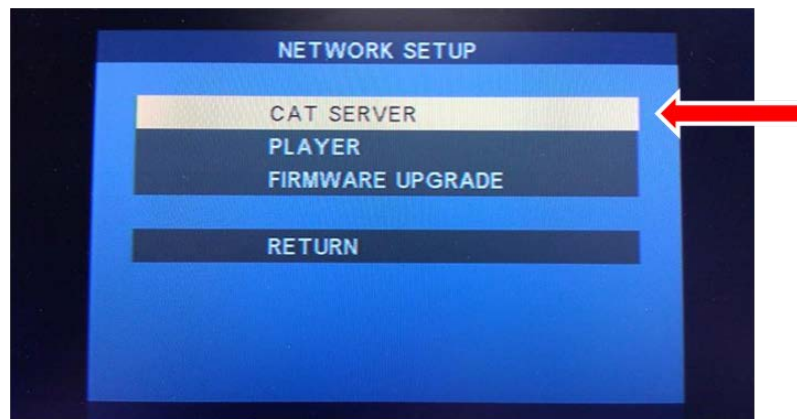 NETWORK SETUP
CAT SERVER
PLAYER
FIRMWARE UPGRADE
RETURN